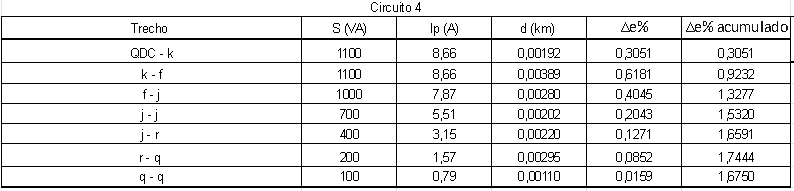 Circuito 4
Trecho S (VA) Ip (A) d (km) Δe% Δe% acumulado
QDC - k 1100 8,66 0,00192 0,3051 0,3051
k - f 1100 8,66 0,00389 0,6181 0,9232
f - j 1000 7,87 0,00280 0,4045 1,3277
j - j 700 5,51 0,00202 0,2043 1,5320
j - r 400 3,15 0,00220 0,1271 1,6591
r - q 200 1,57 0,00295 0,0852 1,7444
q - q 100 0,79 0,00110 0,0159 1,6750